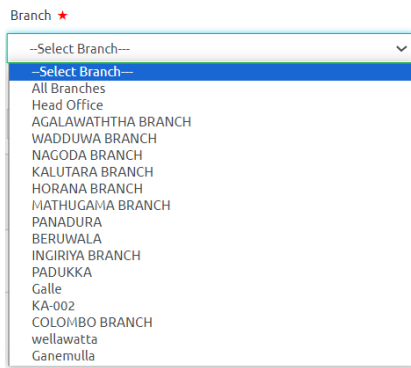 Branch ★
--Select Branch---
--Select Branch---
All Branches
Head Office
AGALAWATHTHA BRANCH
WADDUWA BRANCH
NAGODA BRANCH
KALUTARA BRANCH
HORANA BRANCH
MATHUGAMA BRANCH
PANADURA
BERUWALA
INGIRIYA BRANCH
PADUKKA
Galle
KA-002
COLOMBO BRANCH
wellawatta
Ganemulla